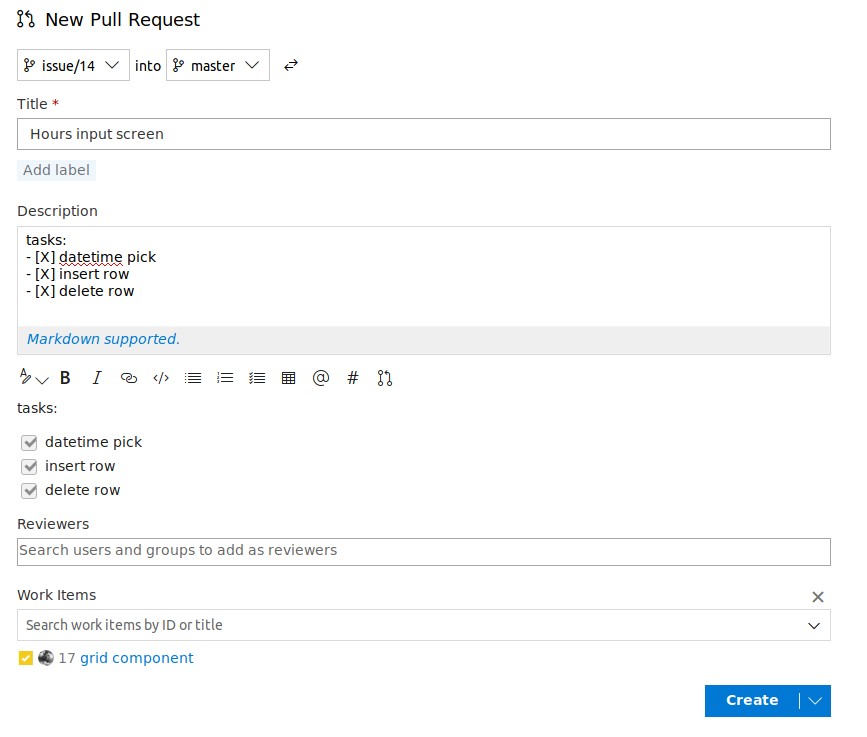 New Pull Request
issue/14 into master
Title *
Hours input screen
Add label
Description
tasks:
- [X] datetime pick
- [X] insert row
- [X] delete row
Markdown supported.
B I </> @ #
tasks:
datetime pick
insert row
delete row
Reviewers
Search users and groups to add as reviewers
Work Items
Search work items by ID or title
17 grid component
Create